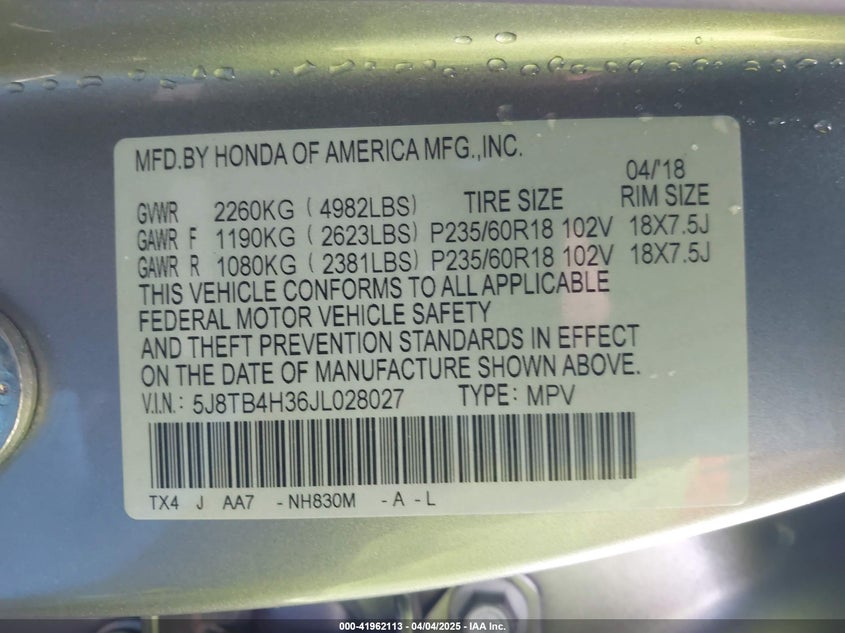 MFD.BY HONDA OF AMERICA MFG.,INC.
04/'18
GVWR 2260KG ( 4982LBS) TIRE SIZE RIM SIZE
GAWR F 1190KG ( 2623LBS) P235/60R18 102V 18X7.5J
GAWR R 1080KG ( 2381LBS) P235/60R18 102V 18X7.5J
THIS VEHICLE CONFORMS TO ALL APPLICABLE
FEDERAL MOTOR VEHICLE SAFETY
AND THEFT PREVENTION STANDARDS IN EFFECT
ON THE DATE OF MANUFACTURE SHOWN ABOVE.
V.I.N.: 5J8TB4H36JL028027 TYPE: MPV
TX4 J AA7 -NH830M -A -L
000-41962113 - 04/04/2025 - IAA Inc.